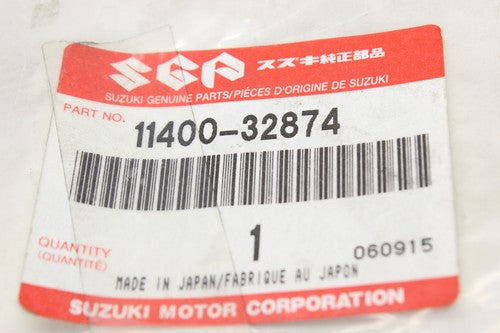 SGP スズキ純正部品
SUZUKI GENUINE PARTS/PIÈCES D'ORIGINE DE SUZUKI
PART NO. 11400-32874
QUANTITY 1 060915
(QUANTITÉ)
MADE IN JAPAN/FABRIQUE AU JAPON
SUZUKI MOTOR CORPORATION